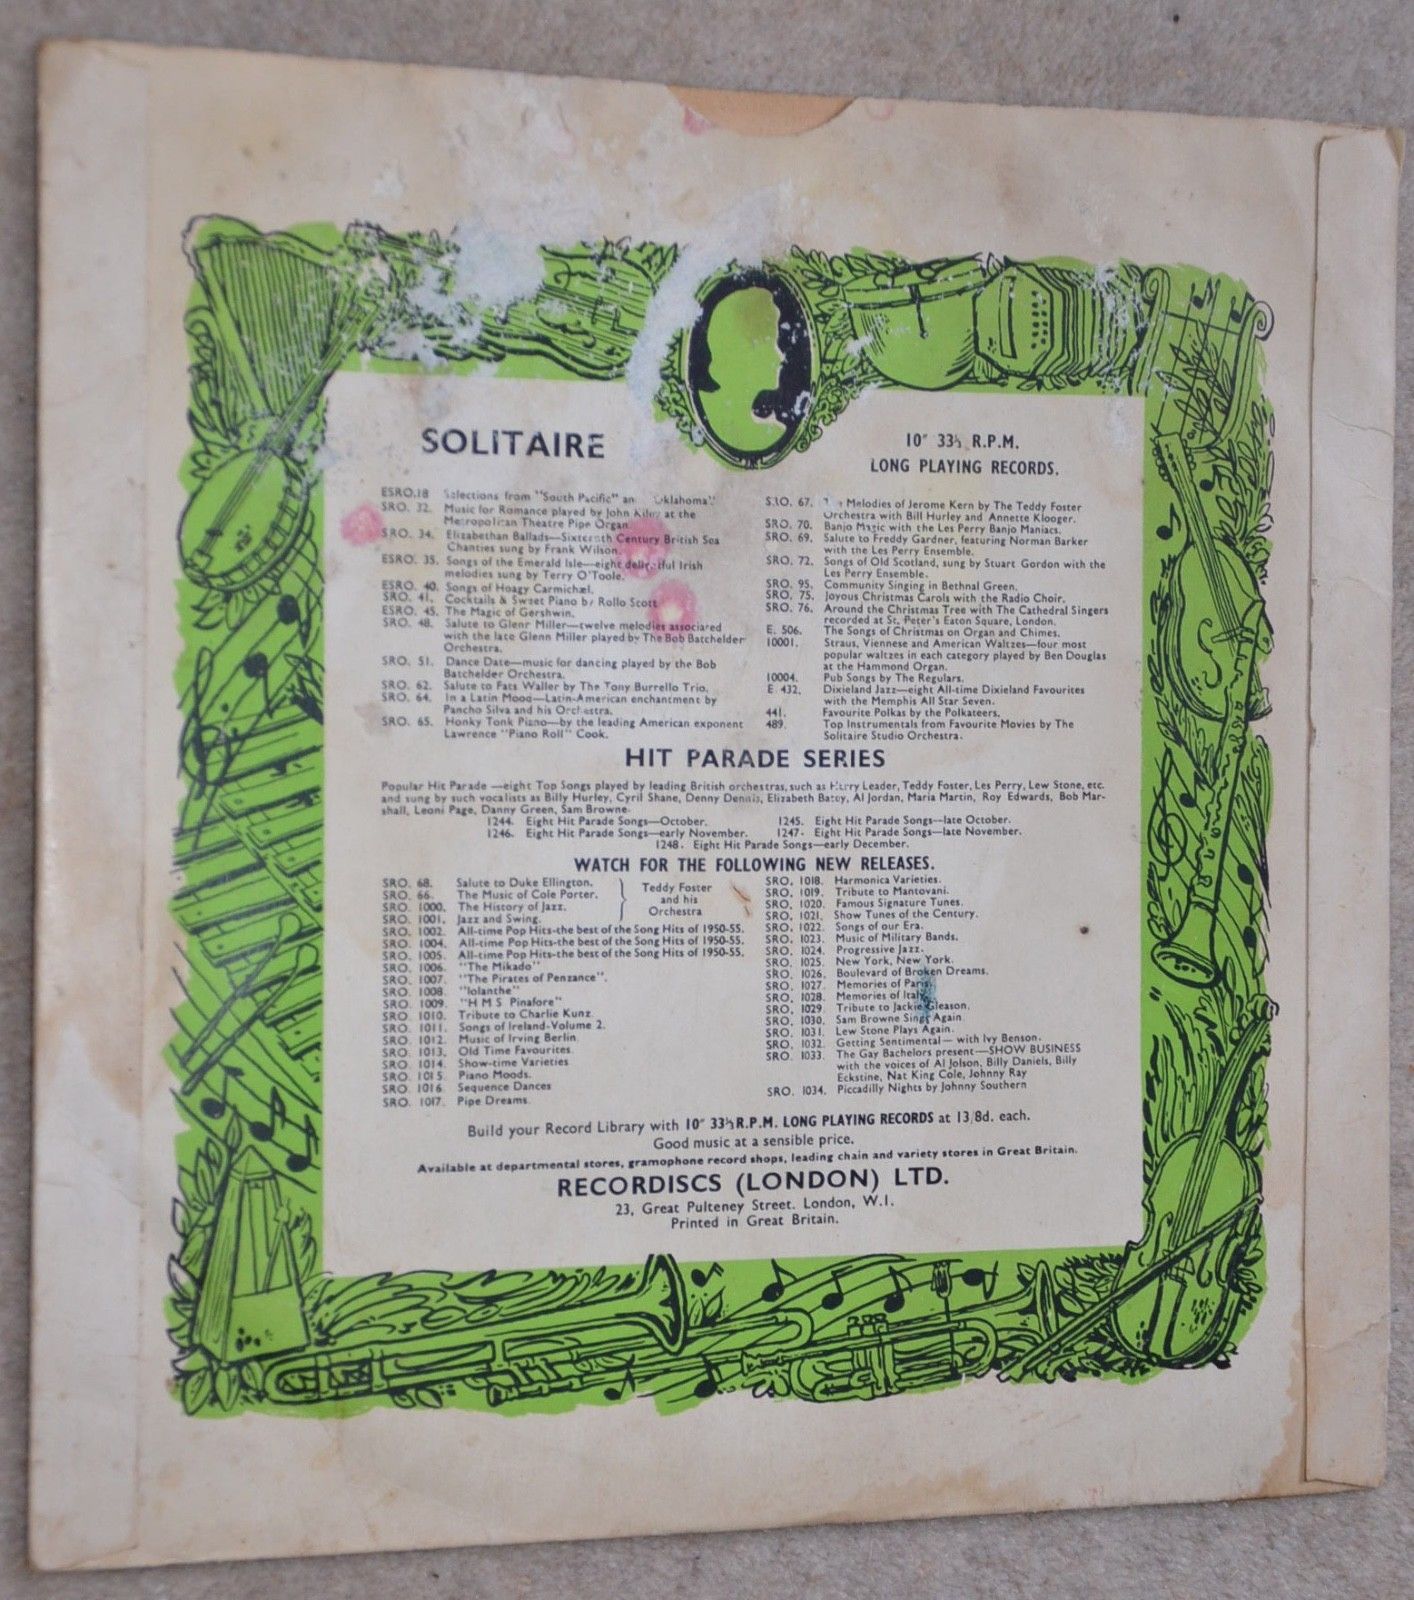 SOLITAIRE
10" 33⅓ R.P.M.
LONG PLAYING RECORDS.
ESRO.18 Selections from "South Pacific" an Oklahoma"
SRO. 32. Music for Romance played by John at the
Metropolitan Theatre Pipe Organ
SRO. 34. Elizabethan Ballads—Sixteenth Century British Sea
Chanties sung by Frank Wilson.
ESRO. 35. Songs of the Emerald Isle—eight delightful Irish
melodies sung by Terry O'Toole.
ESRO. 40. Songs of Hoagy Carmichael.
SRO. 41. Cocktails & Sweet Piano by Rollo Scott
ESRO. 45. The Magic of Gershwin.
SRO. 48. Salute to Glenn Miller—twelve melodies associated
with the late Glenn Miller played by The Bob Batchelder
Orchestra.
SRO. 51. Dance Date—music for dancing played by the Bob
Batchelder Orchestra.
SRO. 62. Salute to Fats Waller by The Tony Burrello Trio.
SRO. 64. In a Latin Mood—Latin-American enchantment by
Pancho Silva and his Orchestra.
SRO. 65. Honky Tonk Piano—by the leading American exponent
Lawrence "Piano Roll" Cook.
SRO. 67. Melodies of Jerome Kern by The Teddy Foster
Orchestra with Bill Hurley and Annette Klooger.
SRO. 70. Banjo Magic with the Les Perry Banjo Maniacs.
SRO. 69. Salute to Freddy Gardner, featuring Norman Barker
with the Les Perry Ensemble.
SRO. 72. Songs of Old Scotland, sung by Stuart Gordon with the
Les Perry Ensemble.
SRO. 95. Community Singing in Bethnal Green.
SRO. 75. Joyous Christmas Carols with the Radio Choir.
SRO. 76. Around the Christmas Tree with The Cathedral Singers
recorded at St. Peter's Eaton Square, London.
E. 506. The Songs of Christmas on Organ and Chimes.
10001. Straus, Viennese and American Waltzes—four most
popular waltzes in each category played by Ben Douglas
at the Hammond Organ.
10004. Pub Songs by The Regulars.
E 432. Dixieland Jazz—eight All-time Dixieland Favourites
with the Memphis All Star Seven.
441. Favourite Polkas by the Polkateers.
489. Top Instrumentals from Favourite Movies by The
Solitaire Studio Orchestra.
HIT PARADE SERIES
Popular Hit Parade —eight Top Songs played by leading British orchestras, such as Harry Leader, Teddy Foster, Les Perry, Lew Stone, etc.
and sung by such vocalists as Billy Hurley, Cyril Shane, Denny Dennis, Elizabeth Batey, Al Jordan, Maria Martin, Roy Edwards, Bob Mar-
shall, Leoni Page, Danny Green, Sam Browne.
1244. Eight Hit Parade Songs—October. 1245. Eight Hit Parade Songs—late October.
1246. Eight Hit Parade Songs—early November. 1247. Eight Hit Parade Songs—late November.
1248. Eight Hit Parade Songs—early December.
WATCH FOR THE FOLLOWING NEW RELEASES.
SRO. 68. Salute to Duke Ellington.
SRO. 66. The Music of Cole Porter.
SRO. 1000. The History of Jazz.
SRO. 1001. Jazz and Swing.
Teddy Foster
and his
Orchestra
SRO. 1002. All-time Pop Hits-the best of the Song Hits of 1950-55.
SRO. 1004. All-time Pop Hits-the best of the Song Hits of 1950-55.
SRO. 1005. All-time Pop Hits-the best of the Song Hits of 1950-55.
SRO. 1006. "The Mikado"
SRO. 1007. "The Pirates of Penzance".
SRO. 1008. "Iolanthe"
SRO. 1009. "H M S Pinafore"
SRO. 1010. Tribute to Charlie Kunz
SRO. 1011. Songs of Ireland-Volume 2.
SRO. 1012. Music of Irving Berlin.
SRO. 1013. Old Time Favourites.
SRO. 1014. Show-time Varieties
SRO. 1015. Piano Moods.
SRO. 1016. Sequence Dances
SRO. 1017. Pipe Dreams.
SRO. 1018. Harmonica Varieties.
SRO. 1019. Tribute to Mantovani.
SRO. 1020. Famous Signature Tunes.
SRO. 1021. Show Tunes of the Century.
SRO. 1022. Songs of our Era.
SRO. 1023. Music of Military Bands.
SRO. 1024. Progressive Jazz.
SRO. 1025. New York, New York.
SRO. 1026. Boulevard of Broken Dreams.
SRO. 1027. Memories of Paris.
SRO. 1028. Memories of Italy.
SRO. 1029. Tribute to Jackie Gleason.
SRO. 1030. Sam Browne Sings Again.
SRO. 1031. Lew Stone Plays Again.
SRO. 1032. Getting Sentimental — with Ivy Benson.
SRO. 1033. The Gay Bachelors present—SHOW BUSINESS
with the voices of Al Jolson, Billy Daniels, Billy
Eckstine, Nat King Cole, Johnny Ray
SRO. 1034. Piccadilly Nights by Johnny Southern
Build your Record Library with 10" 33⅓ R.P.M. LONG PLAYING RECORDS at 13/8d. each.
Good music at a sensible price.
Available at departmental stores, gramophone record shops, leading chain and variety stores in Great Britain.
RECORDISCS (LONDON) LTD.
23, Great Pulteney Street. London, W.1.
Printed in Great Britain.